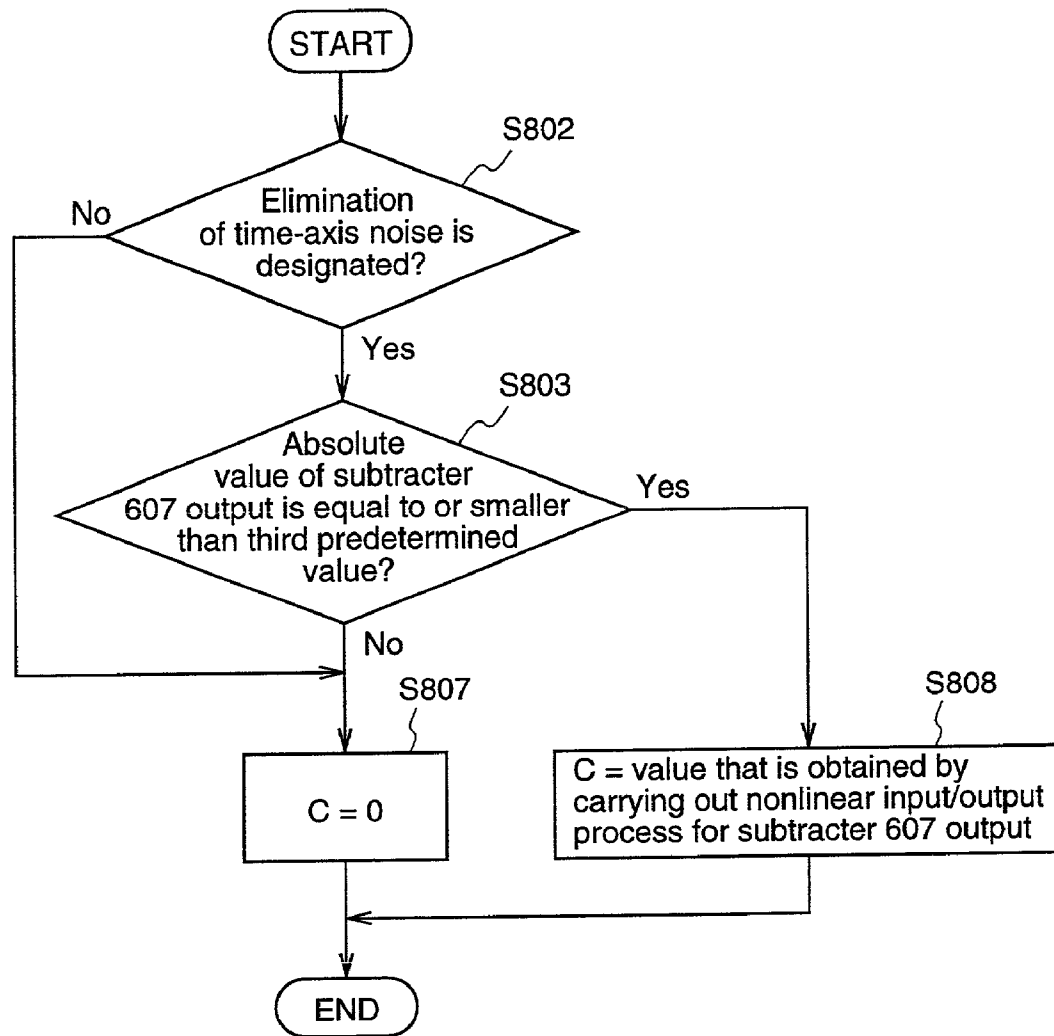 START
S802
No
Elimination
of time-axis noise is
designated?
Yes
S803
Absolute
value of subtracter
607 output is equal to or smaller
than third predetermined
value?
Yes
No
S807
S808
C = 0
C = value that is obtained by
carrying out nonlinear input/output
process for subtracter 607 output
END